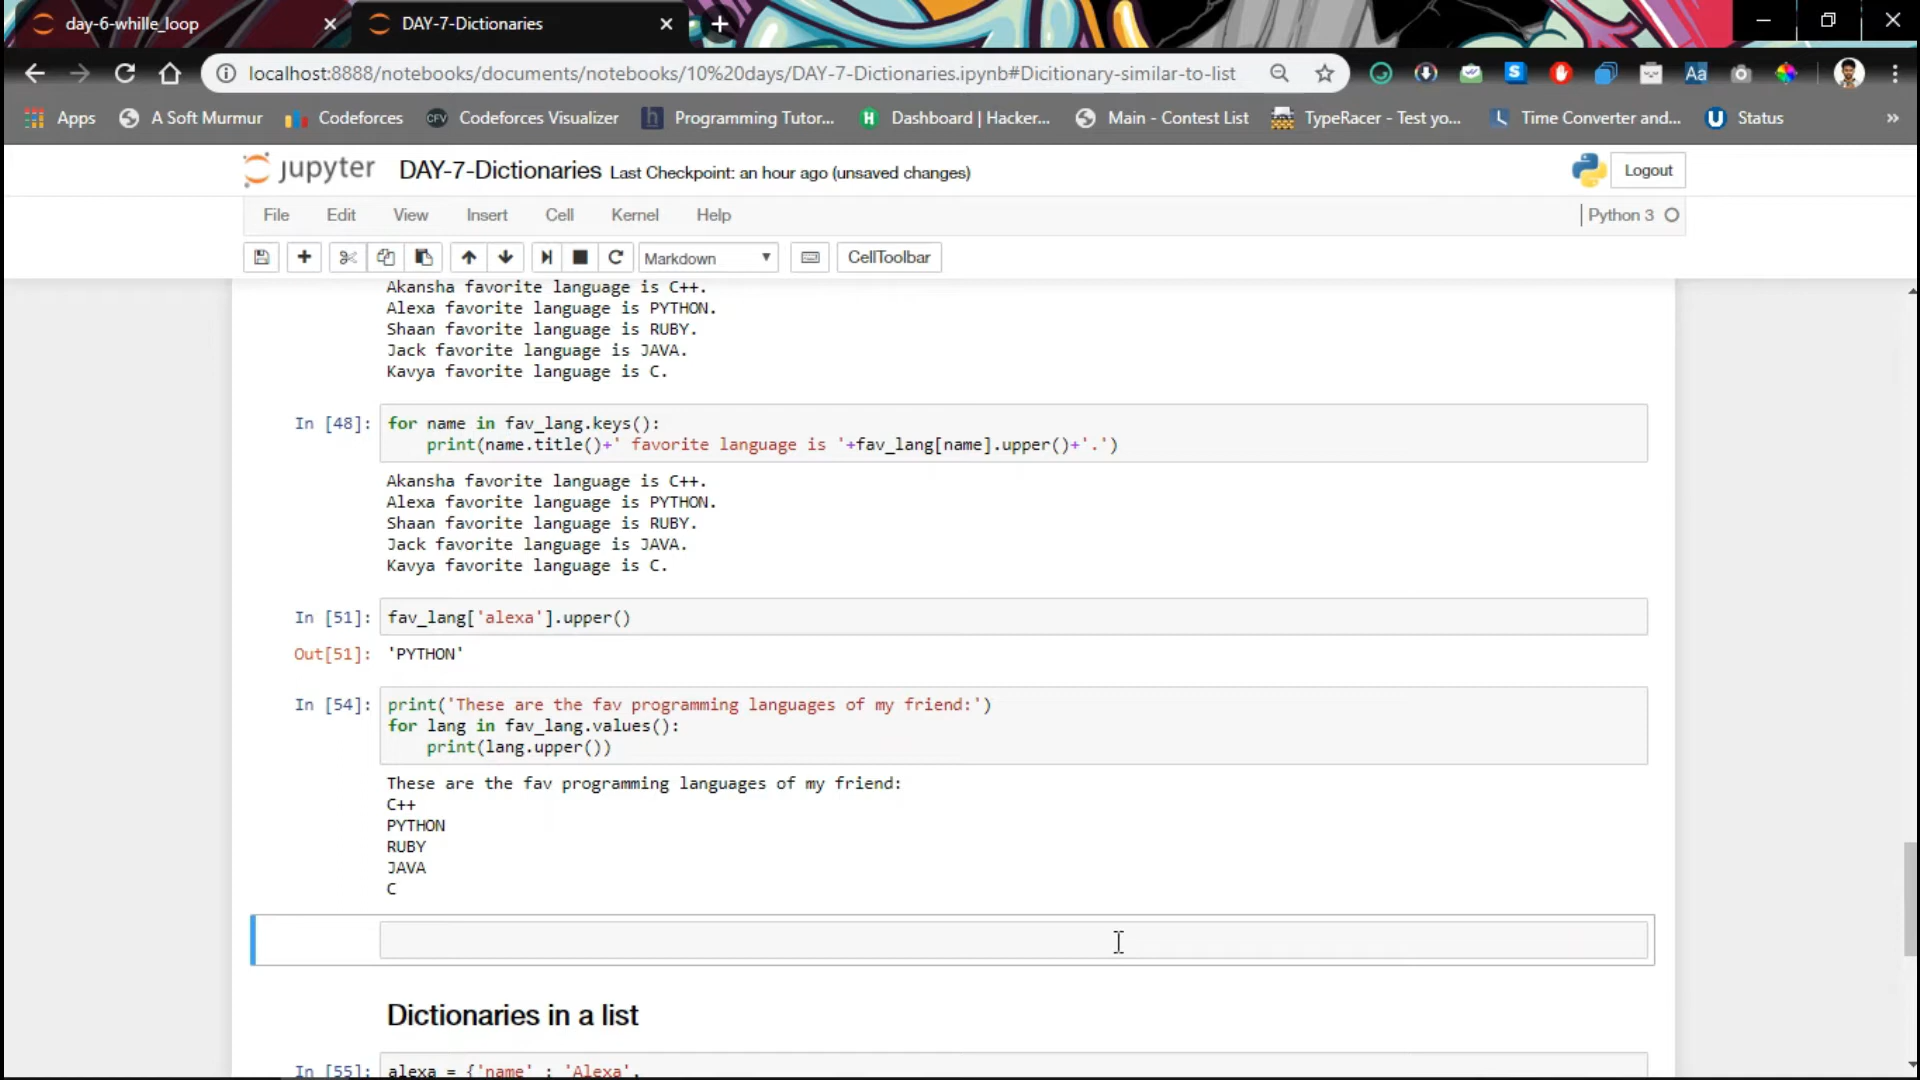 day-6-whille_loop
DAY-7-Dictionaries
localhost:8888/notebooks/documents/notebooks/10%20days/DAY-7-Dictionaries.ipynb#Dicitionary-similar-to-list
Apps A Soft Murmur Codeforces CFV Codeforces Visualizer h Programming Tutor... H Dashboard | Hacker... Main - Contest List TypeRacer - Test yo... Time Converter and... U Status »
jupyter DAY-7-Dictionaries Last Checkpoint: an hour ago (unsaved changes) Logout
File Edit View Insert Cell Kernel Help Python 3
Markdown CellToolbar
Akansha favorite language is C++.
Alexa favorite language is PYTHON.
Shaan favorite language is RUBY.
Jack favorite language is JAVA.
Kavya favorite language is C.
In [48]: for name in fav_lang.keys():
print(name.title()+' favorite language is '+fav_lang[name].upper()+'.')
Akansha favorite language is C++.
Alexa favorite language is PYTHON.
Shaan favorite language is RUBY.
Jack favorite language is JAVA.
Kavya favorite language is C.
In [51]: fav_lang['alexa'].upper()
Out[51]: 'PYTHON'
In [54]: print('These are the fav programming languages of my friend:')
for lang in fav_lang.values():
print(lang.upper())
These are the fav programming languages of my friend:
C++
PYTHON
RUBY
JAVA
C
Dictionaries in a list
In [55]: alexa = {'name' : 'Alexa',